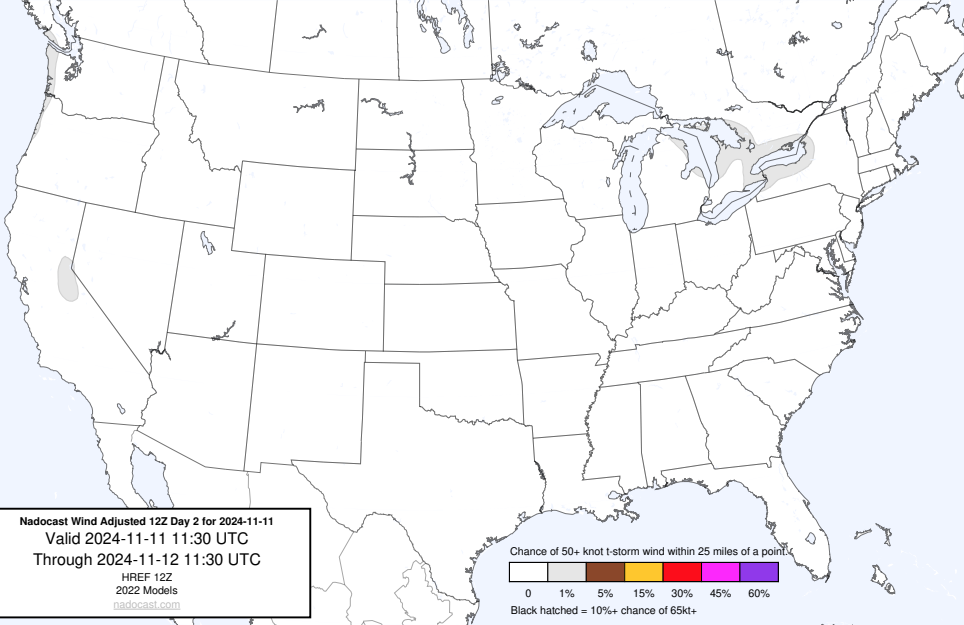 Nadocast Wind Adjusted 12Z Day 2 for 2024-11-11
Valid 2024-11-11 11:30 UTC
Through 2024-11-12 11:30 UTC
HREF 12Z
2022 Models
nadocast.com
Chance of 50+ knot t-storm wind within 25 miles of a point.
0 1% 5% 15% 30% 45% 60%
Black hatched = 10%+ chance of 65kt+